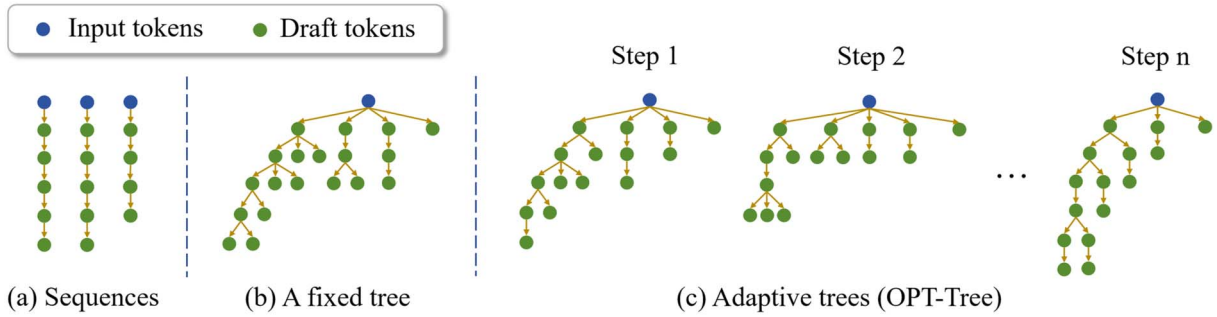 Input tokens Draft tokens
Step 1 Step 2 Step n
...
(a) Sequences (b) A fixed tree (c) Adaptive trees (OPT-Tree)